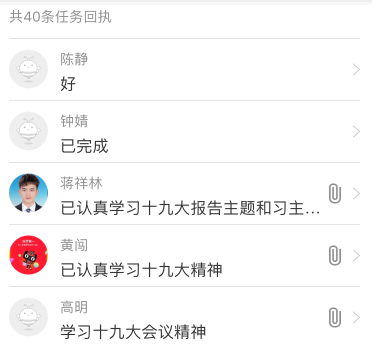 共40条任务回执
陈静
好
钟婧
已完成
蒋祥林
已认真学习十九大报告主题和习主...
黄闯
已认真学习十九大精神
高明
学习十九大会议精神